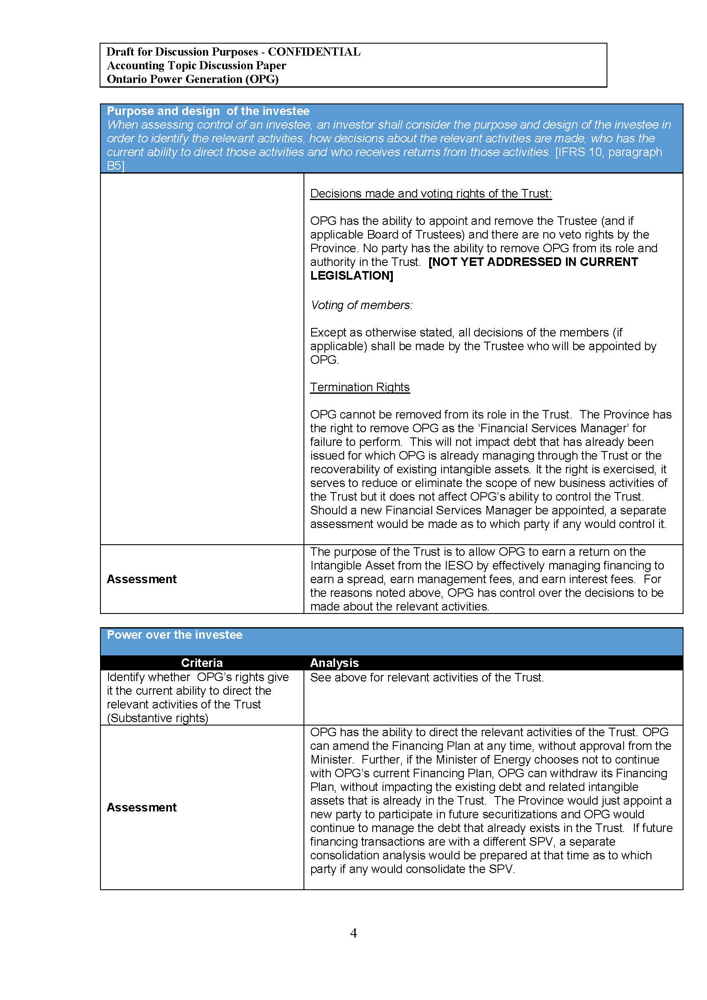 Draft for Discussion Purposes - CONFIDENTIAL
Accounting Topic Discussion Paper
Ontario Power Generation (OPG)
Purpose and design  of the investee
When assessing control of an investee, an investor shall consider the purpose and design of the investee in
order to identify the relevant activities, how decisions about the relevant activities are made, who has the
current ability to direct those activities and who receives returns from those activities. [IFRS 10, paragraph
B5]
Decisions made and voting rights of the Trust:
OPG has the ability to appoint and remove the Trustee (and if
applicable Board of Trustees) and there are no veto rights by the
Province. No party has the ability to remove OPG from its role and
authority in the Trust.  [NOT YET ADDRESSED IN CURRENT
LEGISLATION]
Voting of members:
Except as otherwise stated, all decisions of the members (if
applicable) shall be made by the Trustee who will be appointed by
OPG.
Termination Rights
OPG cannot be removed from its role in the Trust.  The Province has
the right to remove OPG as the ‘Financial Services Manager’ for
failure to perform.  This will not impact debt that has already been
issued for which OPG is already managing through the Trust or the
recoverability of existing intangible assets. It the right is exercised, it
serves to reduce or eliminate the scope of new business activities of
the Trust but it does not affect OPG’s ability to control the Trust.
Should a new Financial Services Manager be appointed, a separate
assessment would be made as to which party if any would control it.
Assessment
The purpose of the Trust is to allow OPG to earn a return on the
Intangible Asset from the IESO by effectively managing financing to
earn a spread, earn management fees, and earn interest fees.  For
the reasons noted above, OPG has control over the decisions to be
made about the relevant activities.
Power over the investee
Criteria
Analysis
Identify whether  OPG’s rights give
it the current ability to direct the
relevant activities of the Trust
(Substantive rights)
See above for relevant activities of the Trust.
Assessment
OPG has the ability to direct the relevant activities of the Trust. OPG
can amend the Financing Plan at any time, without approval from the
Minister.  Further, if the Minister of Energy chooses not to continue
with OPG’s current Financing Plan, OPG can withdraw its Financing
Plan, without impacting the existing debt and related intangible
assets that is already in the Trust.  The Province would just appoint a
new party to participate in future securitizations and OPG would
continue to manage the debt that already exists in the Trust.  If future
financing transactions are with a different SPV, a separate
consolidation analysis would be prepared at that time as to which
party if any would consolidate the SPV.
4